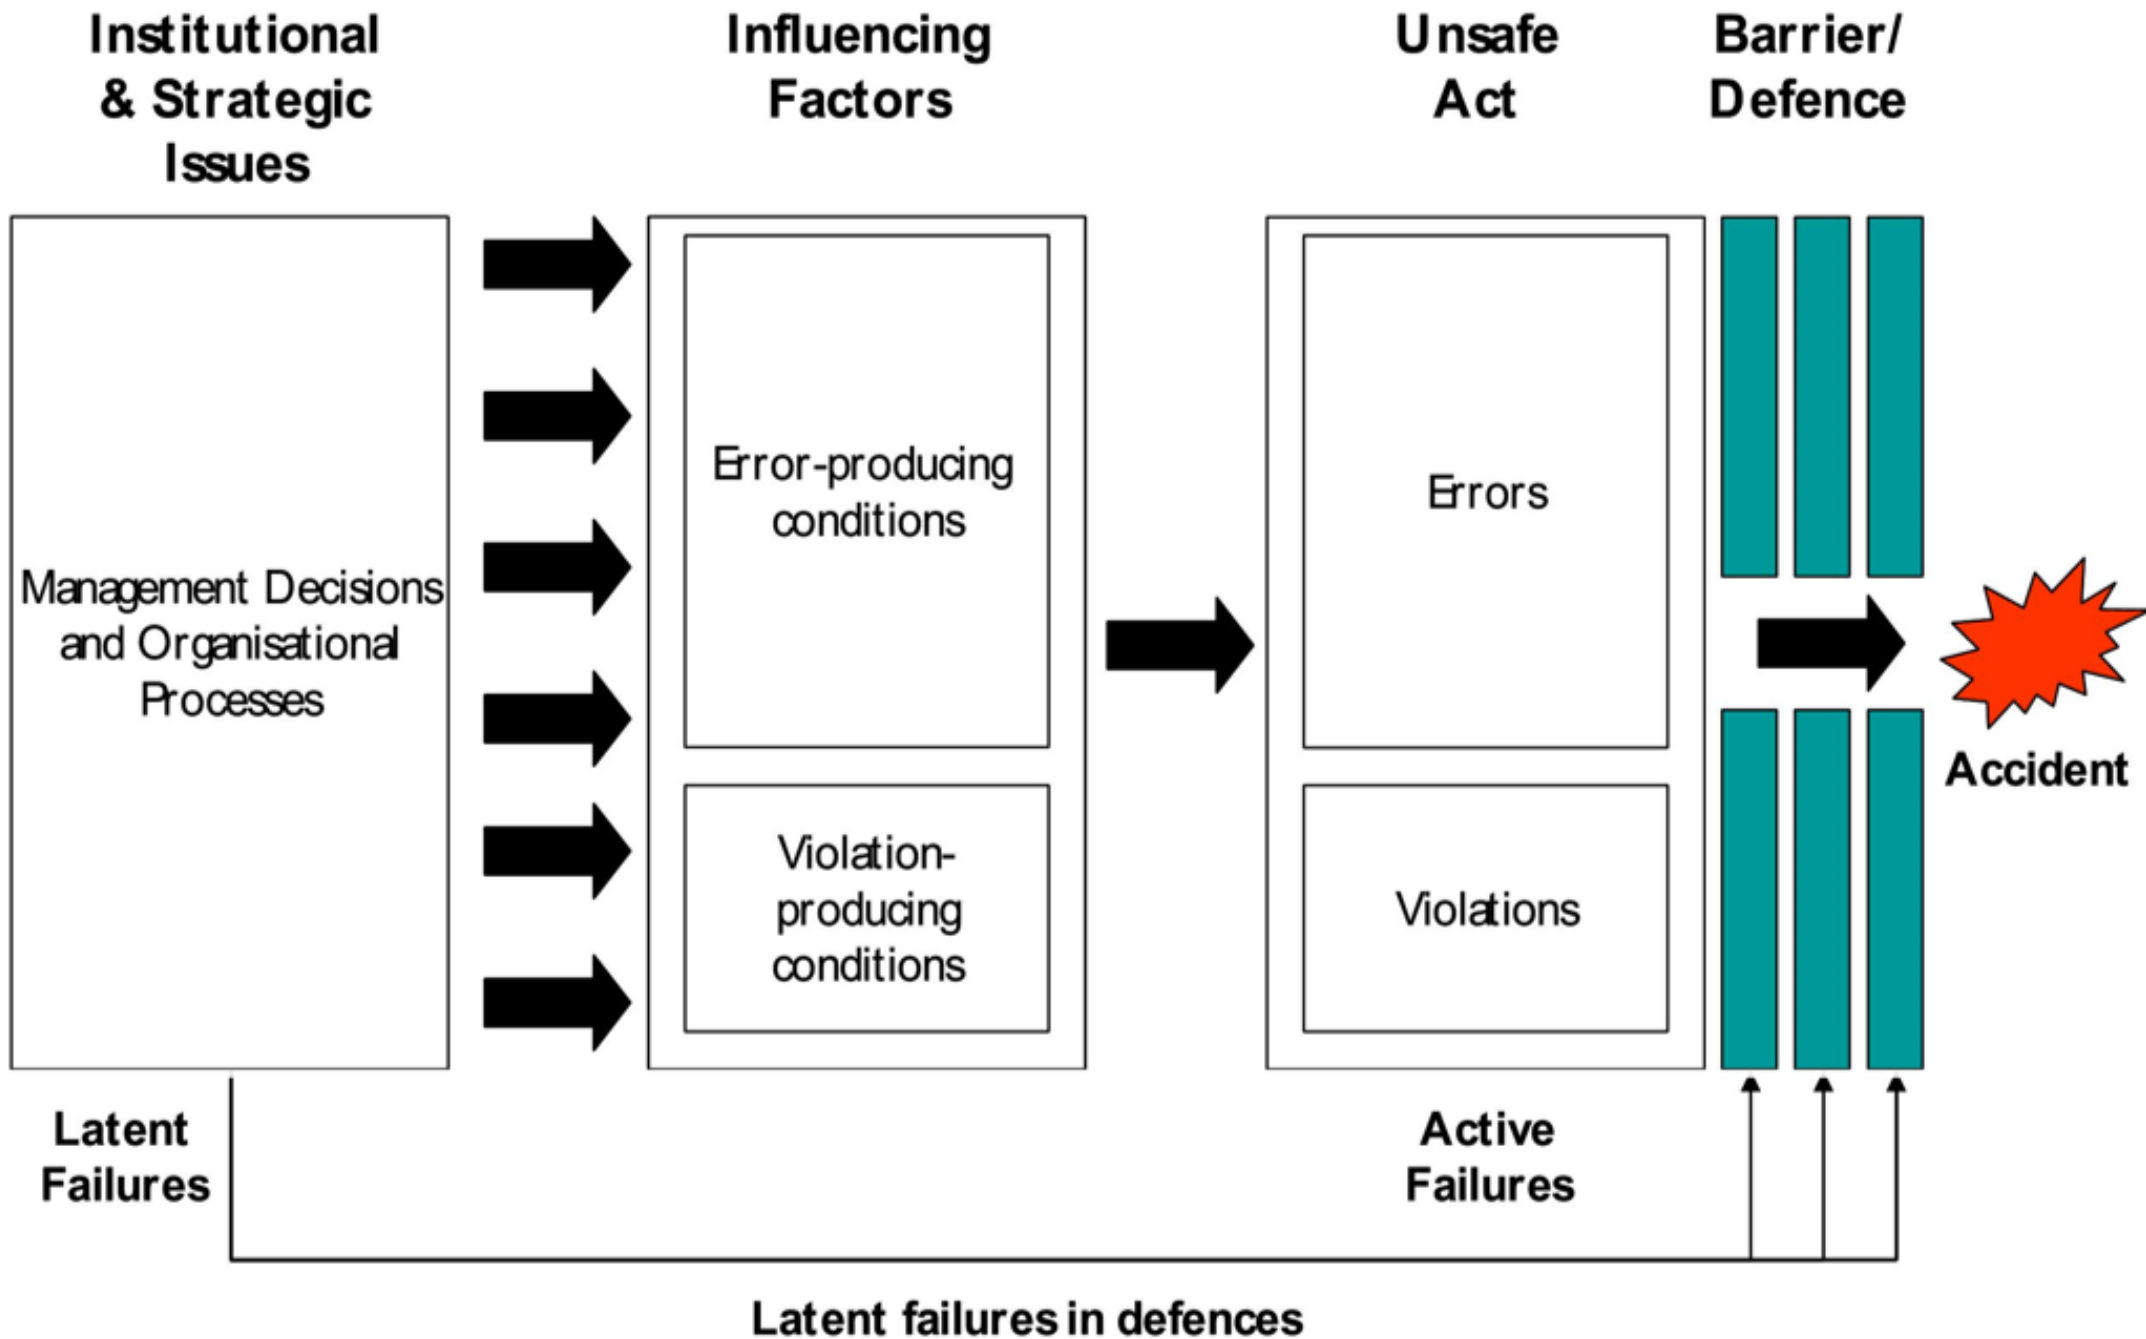 Institutional
& Strategic
Issues
Influencing
Factors
Unsafe
Act
Barrier/
Defence
Management Decisions
and Organisational
Processes
Error-producing
conditions
Violation-
producing
conditions
Errors
Violations
Accident
Latent
Failures
Active
Failures
Latent failures in defences